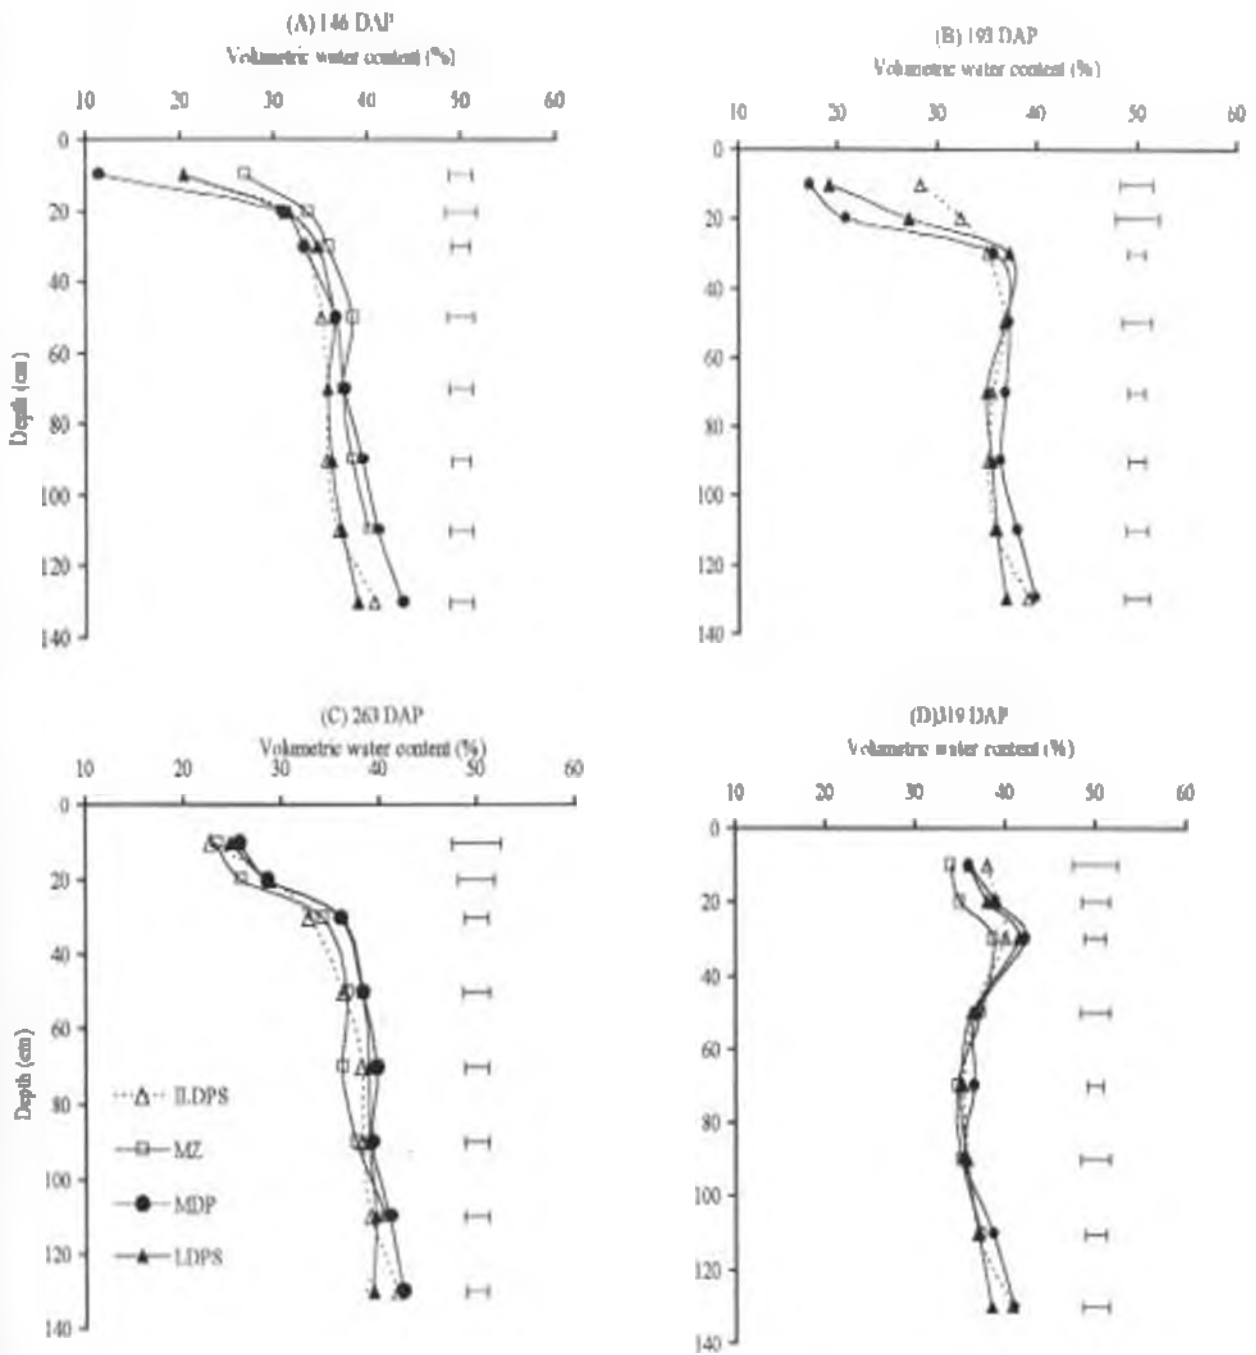 (A) 146 DAP
Volumetric water content (%)
10 20 30 40 50 60
0
20
40
60
80
100
120
140
Depth (cm)
(B) 193 DAP
Volumetric water content (%)
10 20 30 40 50 60
0
20
40
60
80
100
120
140
(C) 263 DAP
Volumetric water content (%)
10 20 30 40 50 60
0
20
40
60
80
100
120
140
Depth (cm)
ILDPS
MZ
MDP
LDPS
(D)319 DAP
Volumetric water content (%)
10 20 30 40 50 60
0
20
40
60
80
100
120
140